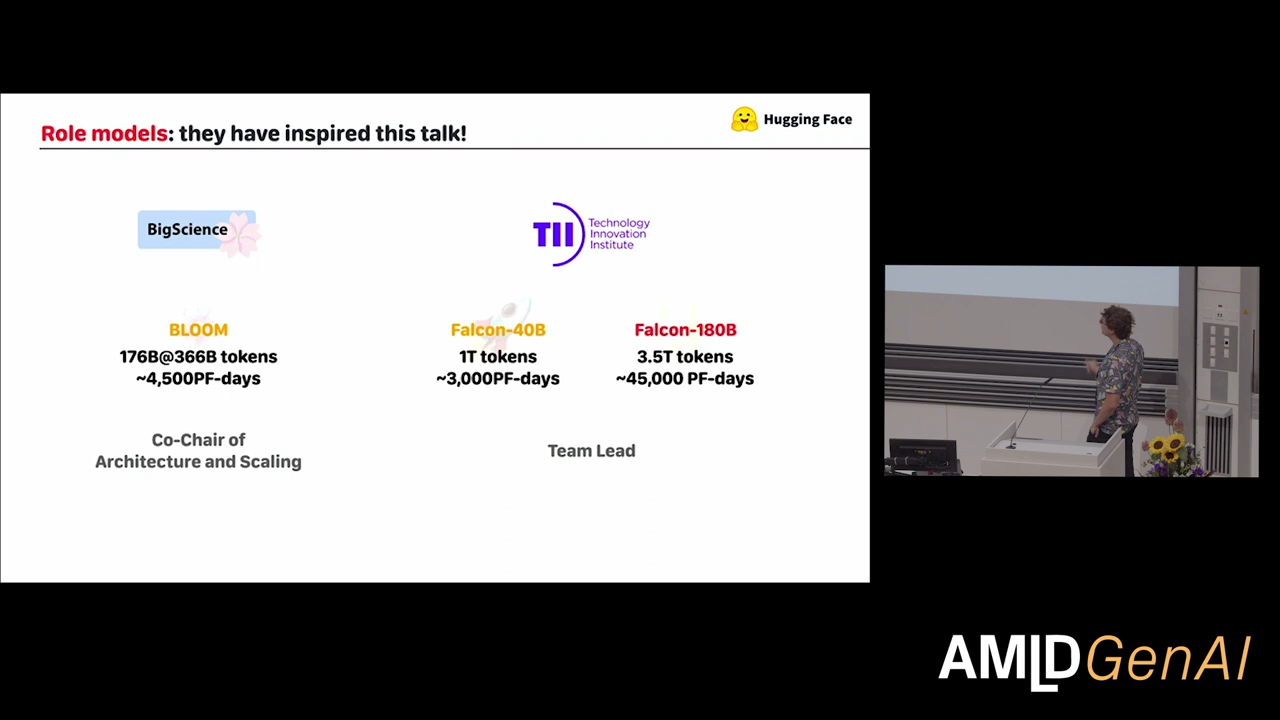 Role models: they have inspired this talk!
Hugging Face
BigScience
TII
Technology
Innovation
Institute
BLOOM
176B@366B tokens
~4,500PF-days
Falcon-40B
1T tokens
~3,000PF-days
Falcon-180B
3.5T tokens
~45,000 PF-days
Co-Chair of
Architecture and Scaling
Team Lead
AMLD GenAI